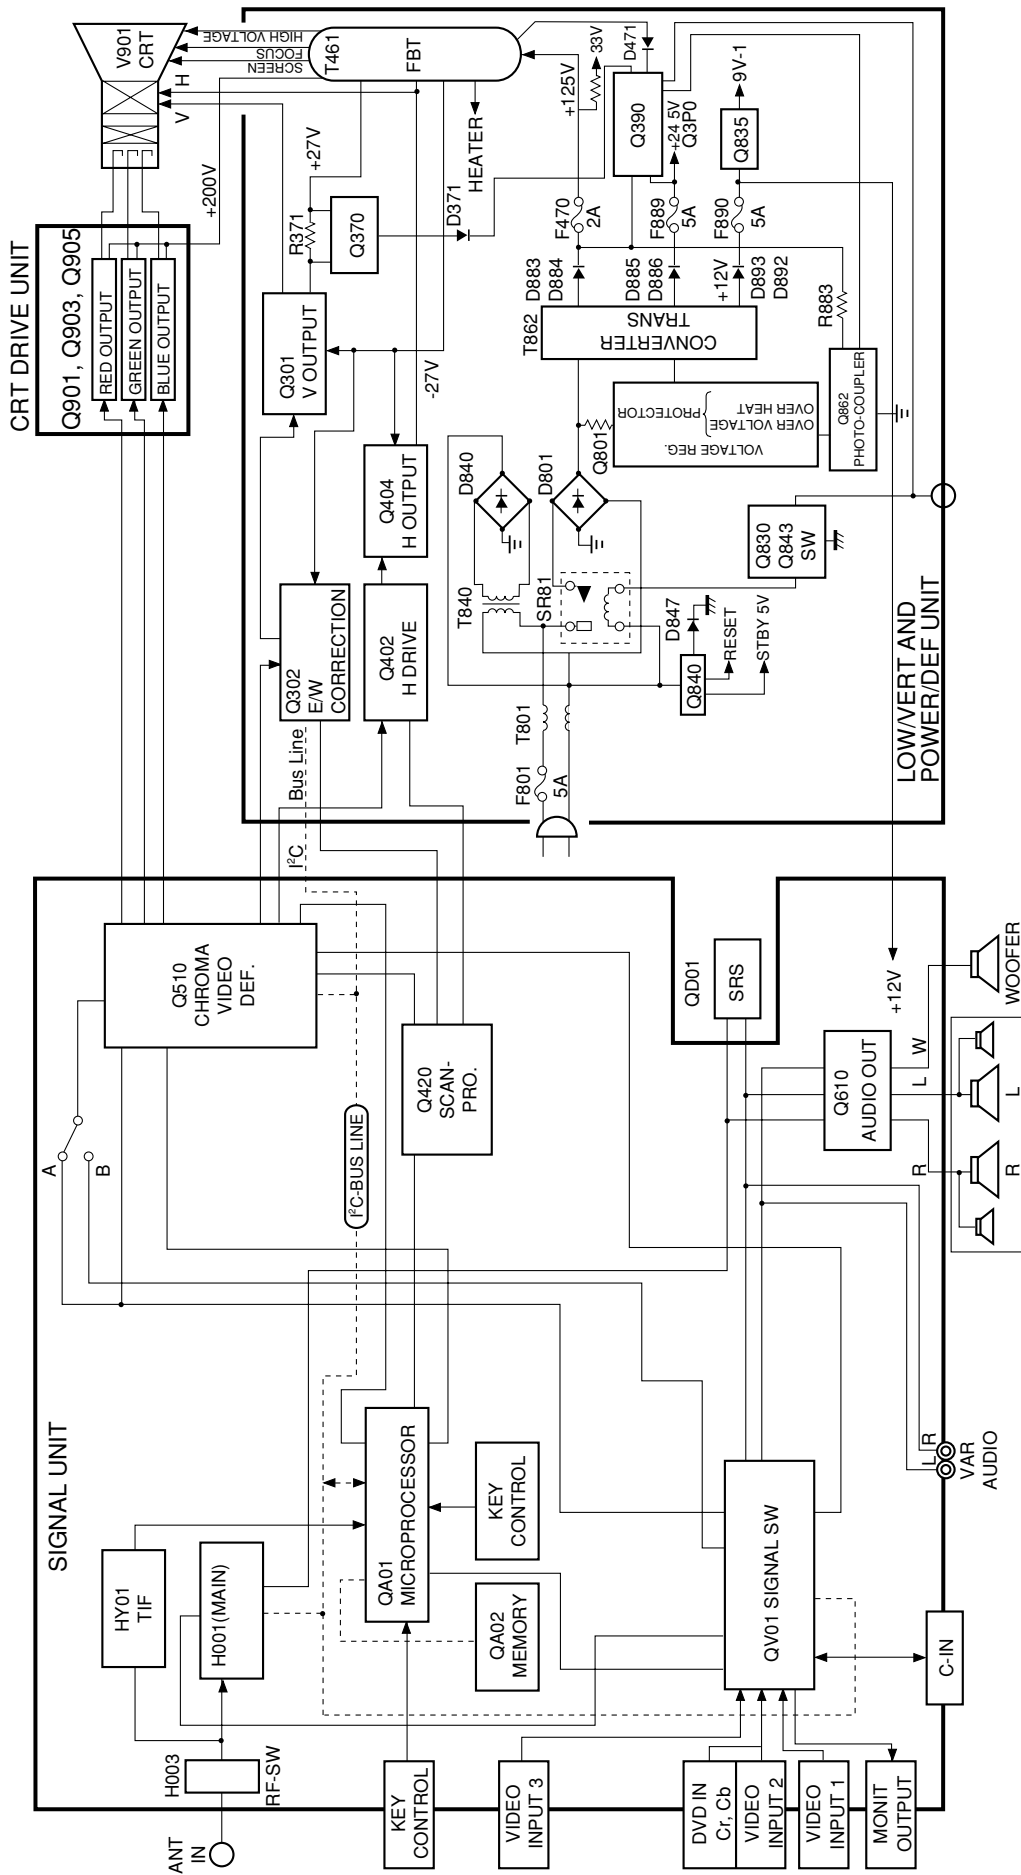 SIGNAL UNIT
ANT
IN
H003
RF-SW
HY01
TIF
H001(MAIN)
KEY
CONTROL
QA01
MICROPROCESSOR
QA02
MEMORY
KEY
CONTROL
VIDEO
INPUT 3
DVD IN
Cr, Cb
VIDEO
INPUT 2
VIDEO
INPUT 1
MONIT
OUTPUT
QV01 SIGNAL SW
C-IN
L
R
VAR
AUDIO
A
B
Q510
CHROMA
VIDEO
DEF.
I²C-BUS LINE
Q420
SCAN-
PRO.
QD01
SRS
Q610
AUDIO OUT
R
L
W
R
L
WOOFER
+12V
I²C
Bus Line
CRT DRIVE UNIT
Q901, Q903, Q905
RED OUTPUT
GREEN OUTPUT
BLUE OUTPUT
+200V
V901
CRT
V
H
HIGH VOLTAGE
FOCUS
SCREEN
T461
FBT
LOW/VERT AND
POWER/DEF UNIT
Q302
E/W
CORRECTION
Q301
V OUTPUT
R371
Q370
+27V
D371
HEATER
-27V
Q402
H DRIVE
Q404
H OUTPUT
F801
5A
T801
T840
D840
SR81
D801
Q801
D847
Q840
RESET
STBY 5V
Q830
Q843
SW
VOLTAGE REG.
OVER VOLTAGE
OVER HEAT
PROTECTOR
Q862
PHOTO-COUPLER
R883
T862
CONVERTER
TRANS
D883
D884
D885
D886
+12V
D893
D892
F470
2A
F889
5A
F890
5A
+125V
33V
D471
Q390
+24 5V
Q3P0
Q835
9V-1